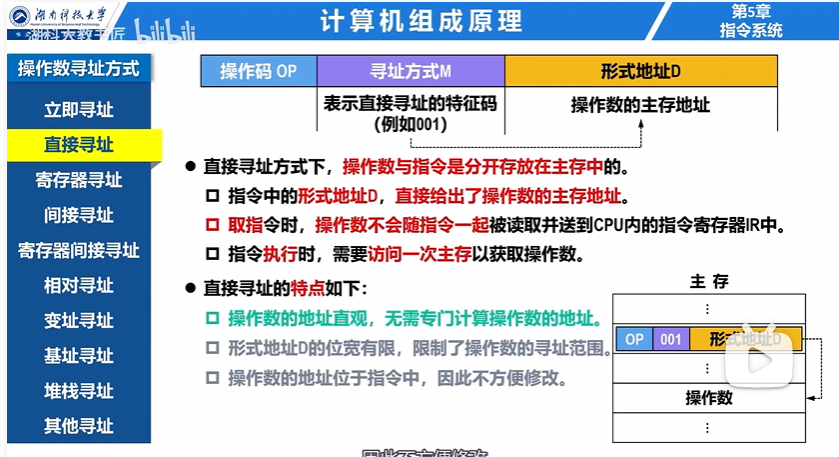 湖南科技大学
Hunan University of Science and Technology
湖科大教书匠 bilibili
计算机组成原理
第5章
指令系统
操作数寻址方式
立即寻址
直接寻址
寄存器寻址
间接寻址
寄存器间接寻址
相对寻址
变址寻址
基址寻址
堆栈寻址
其他寻址
操作码 OP 寻址方式M 形式地址D
表示直接寻址的特征码
（例如001）
操作数的主存地址
● 直接寻址方式下，操作数与指令是分开存放在主存中的。
指令中的形式地址D，直接给出了操作数的主存地址。
取指令时，操作数不会随指令一起被读取并送到CPU内的指令寄存器IR中。
指令执行时，需要访问一次主存以获取操作数。
● 直接寻址的特点如下：
操作数的地址直观，无需专门计算操作数的地址。
形式地址D的位宽有限，限制了操作数的寻址范围。
操作数的地址位于指令中，因此不方便修改。
主 存
⋮
OP 001 形式地址D
⋮
操作数
⋮
因此不方便修改